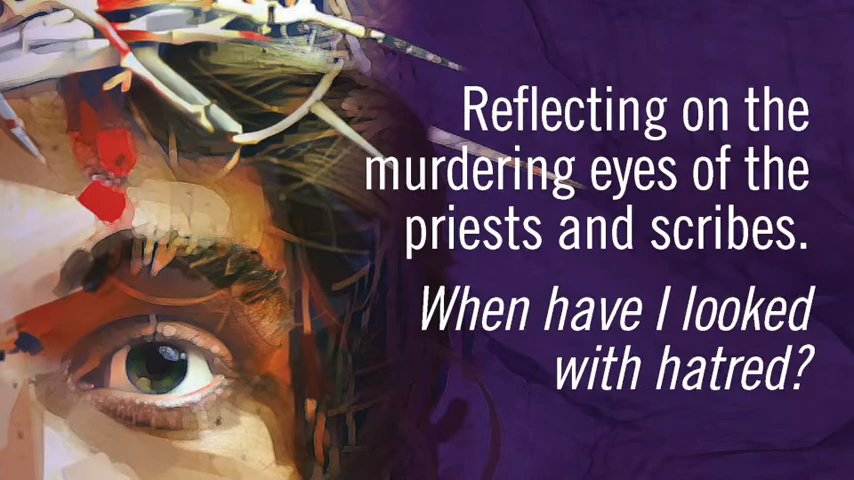 Reflecting on the
murdering eyes of the
priests and scribes.
When have I looked
with hatred?